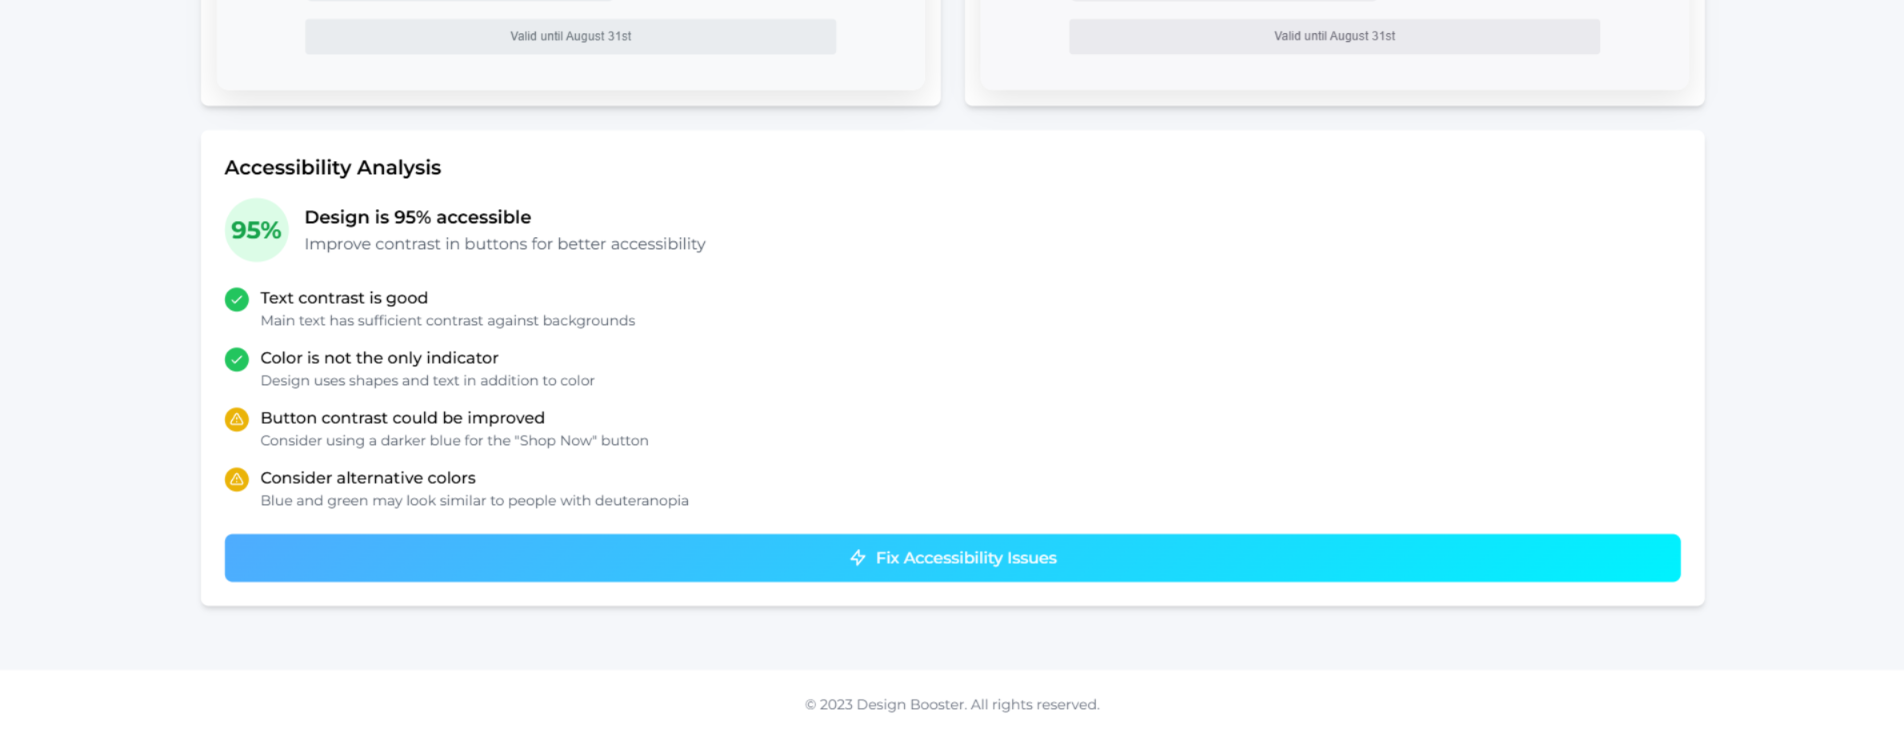 Valid until August 31st
Valid until August 31st
Accessibility Analysis
95%
Design is 95% accessible
Improve contrast in buttons for better accessibility
Text contrast is good
Main text has sufficient contrast against backgrounds
Color is not the only indicator
Design uses shapes and text in addition to color
Button contrast could be improved
Consider using a darker blue for the "Shop Now" button
Consider alternative colors
Blue and green may look similar to people with deuteranopia
Fix Accessibility Issues
© 2023 Design Booster. All rights reserved.